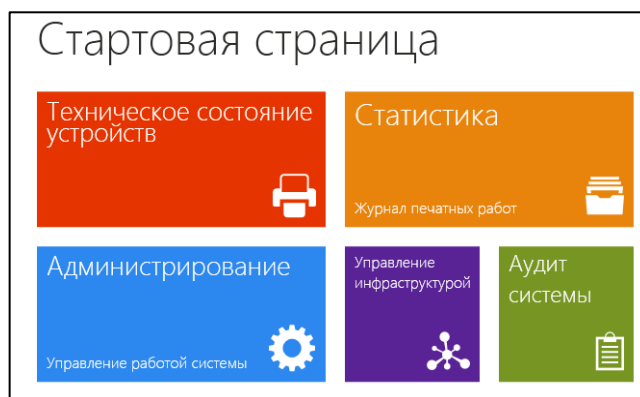 Стартовая страница
Техническое состояние
устройств
Статистика
Журнал печатных работ
Администрирование
Управление работой системы
Управление
инфраструктурой
Аудит
системы